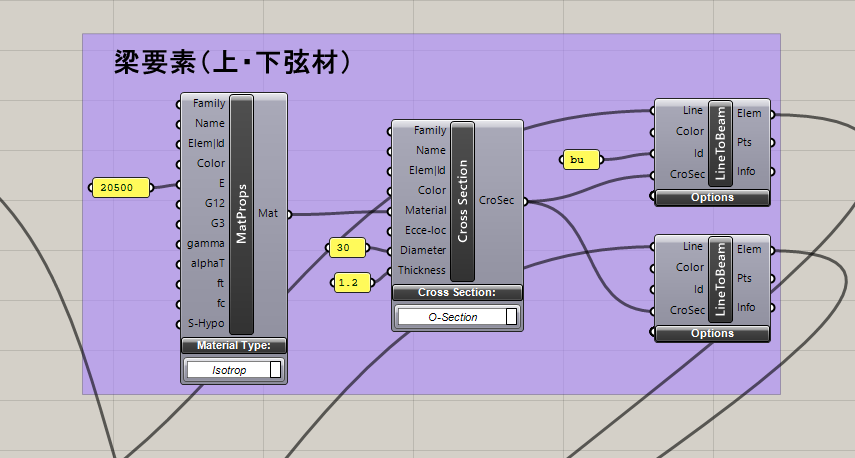 梁要素(上・下弦材)
Family
Name
Elem|Id
Color
E
G12
G3
gamma
alphaT
ft
fc
S-Hypo
MatProps
Mat
Material Type:
Isotrop
20500
Family
Name
Elem|Id
Color
Material
Ecce-loc
Diameter
Thickness
Cross Section
CroSec
Cross Section:
O-Section
30
1.2
bu
Line
Color
Id
CroSec
LineToBeam
Elem
Pts
Info
Options
Line
Color
Id
CroSec
LineToBeam
Elem
Pts
Info
Options